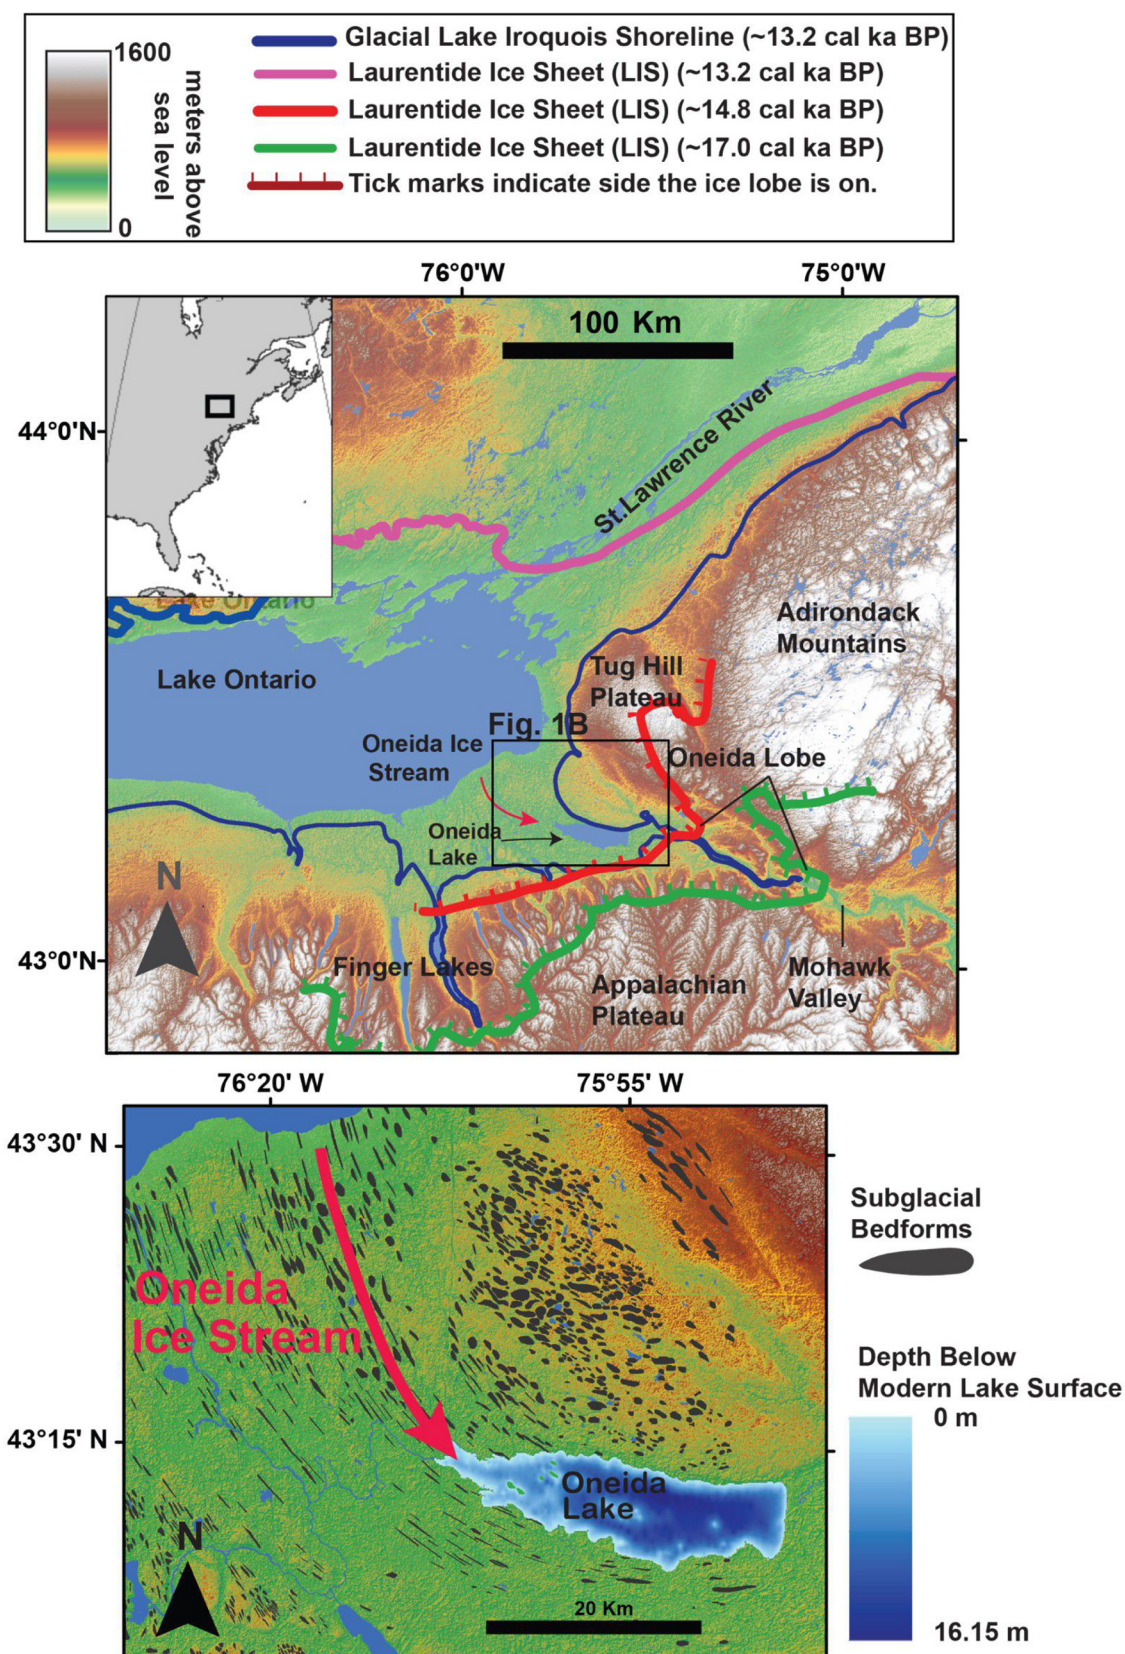 1600
0
meters above
sea level
Glacial Lake Iroquois Shoreline (~13.2 cal ka BP)
Laurentide Ice Sheet (LIS) (~13.2 cal ka BP)
Laurentide Ice Sheet (LIS) (~14.8 cal ka BP)
Laurentide Ice Sheet (LIS) (~17.0 cal ka BP)
Tick marks indicate side the ice lobe is on.
76°0'W
75°0'W
100 Km
44°0'N
St.Lawrence River
Lake Ontario
Adirondack
Mountains
Tug Hill
Plateau
Lake Ontario
Fig. 1B
Oneida Ice
Stream
Oneida Lobe
Oneida
Lake
N
43°0'N
Finger Lakes
Appalachian
Plateau
Mohawk
Valley
76°20' W
75°55' W
43°30' N
Subglacial
Bedforms
Oneida
Ice Stream
Depth Below
Modern Lake Surface
0 m
43°15' N
Oneida
Lake
N
20 Km
16.15 m